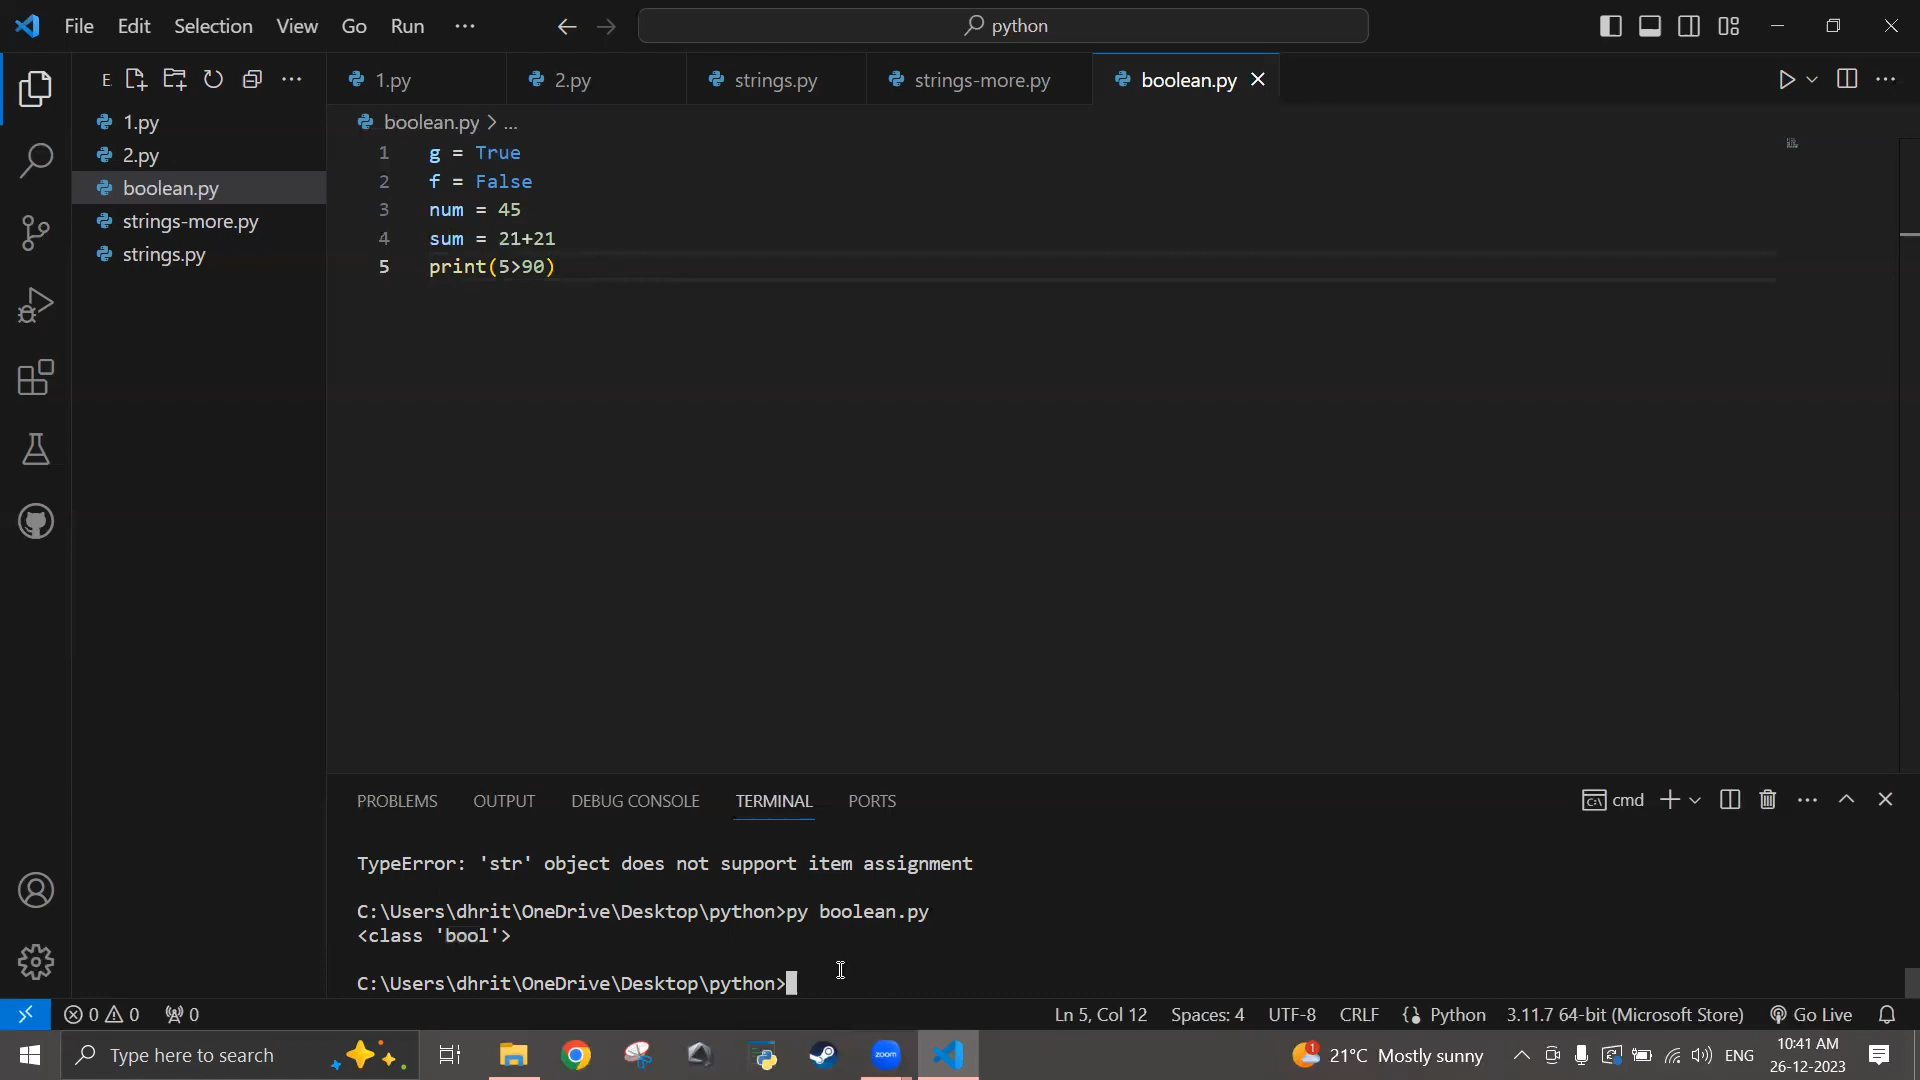 File Edit Selection View Go Run ···
python
E
1.py
2.py
boolean.py
strings-more.py
strings.py
1.py
2.py
strings.py
strings-more.py
boolean.py
boolean.py > ...
1 g = True
2 f = False
3 num = 45
4 sum = 21+21
5 print(5>90)
PROBLEMS OUTPUT DEBUG CONSOLE TERMINAL PORTS
cmd
TypeError: 'str' object does not support item assignment
C:\Users\dhrit\OneDrive\Desktop\python>py boolean.py
<class 'bool'>
C:\Users\dhrit\OneDrive\Desktop\python>
0 0 0
Ln 5, Col 12 Spaces: 4 UTF-8 CRLF Python 3.11.7 64-bit (Microsoft Store) Go Live
Type here to search
zoom
1
21°C Mostly sunny
ENG
10:41 AM
26-12-2023